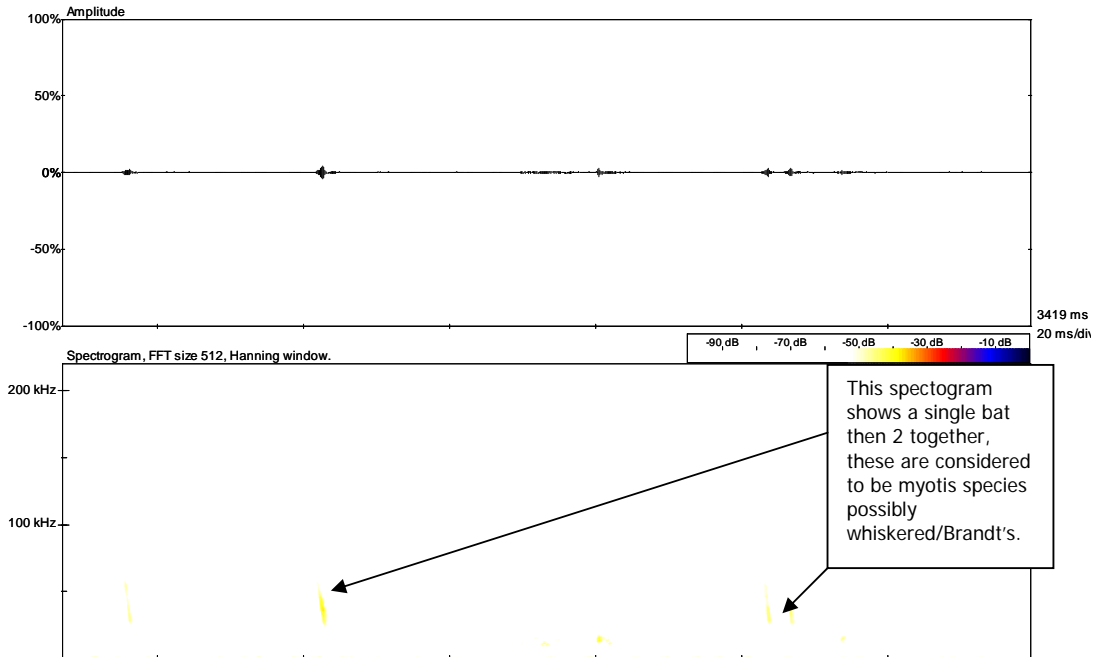 Amplitude
100%
50%
0%
-50%
-100%
3419 ms
20 ms/div
Spectrogram, FFT size 512, Hanning window.
-90 dB -70 dB -50 dB -30 dB -10 dB
200 kHz
100 kHz
This spectogram
shows a single bat
then 2 together,
these are considered
to be myotis species
possibly
whiskered/Brandt's.